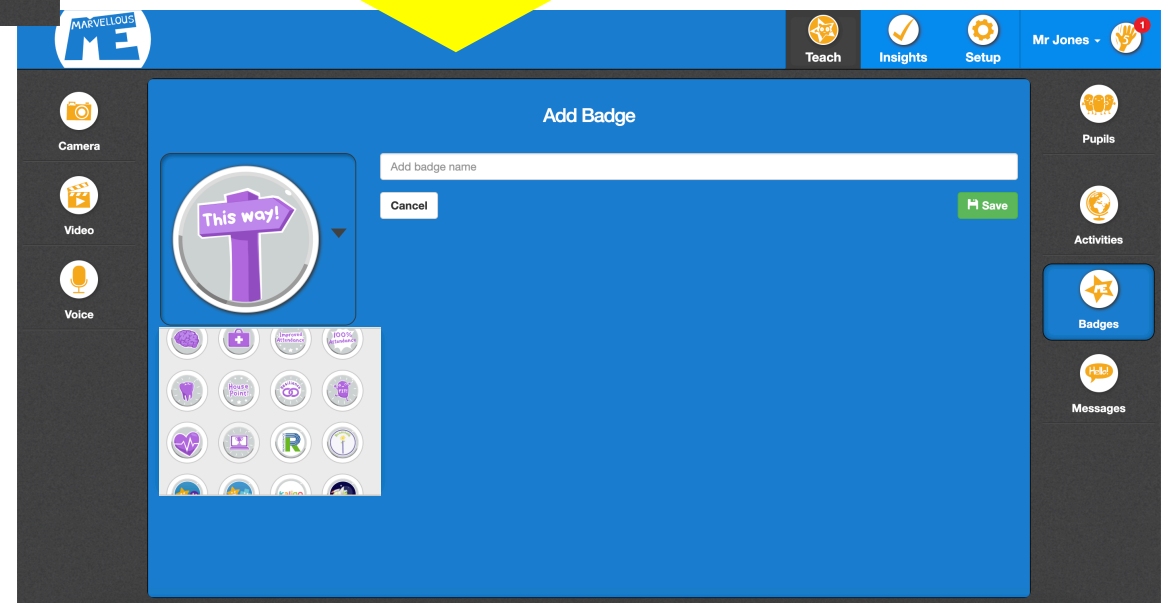 MARVELLOUS
ME
Teach
Insights
Setup
Mr Jones
1
Camera
Video
Voice
Add Badge
This way!
Add badge name
Cancel
Save
Improved
Attendance
100%
Attendance
House
Point!
R
Pupils
Activities
ME
Badges
Hello!
Messages